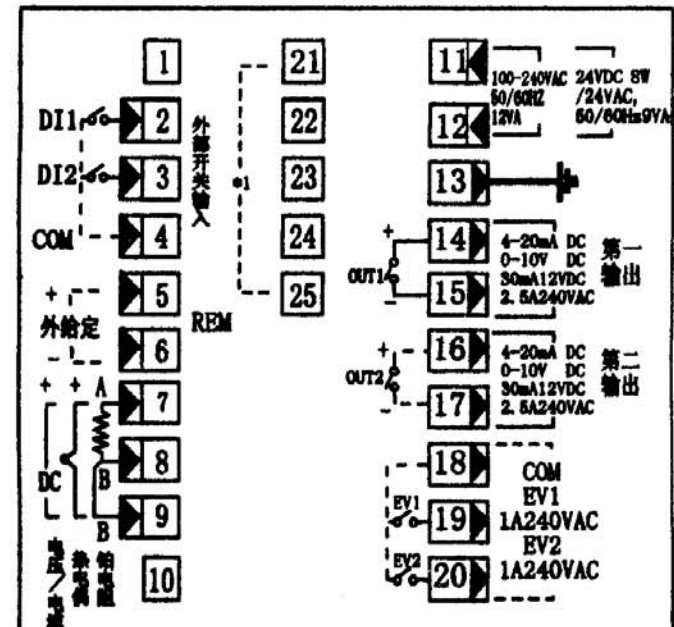 1
DI1
2
DI2
3
COM
4
外部开关输入
+
5
外给定
REM
-
6
+ + A
7
8
DC
B
9
B
热电偶
铂电阻
10
21
22
*1
23
24
25
11
12
100-240VAC
50/60HZ
12VA
24VDC 8W
/24VAC,
50/60Hz9VA
13
+
14
OUT1
15
-
4-20mA DC
0-10V DC
30mA12VDC
2.5A240VAC
第一
输出
+
16
OUT2
17
-
4-20mA DC
0-10V DC
30mA12VDC
2.5A240VAC
第二
输出
18
EV1
19
EV2
20
COM
EV1
1A240VAC
EV2
1A240VAC